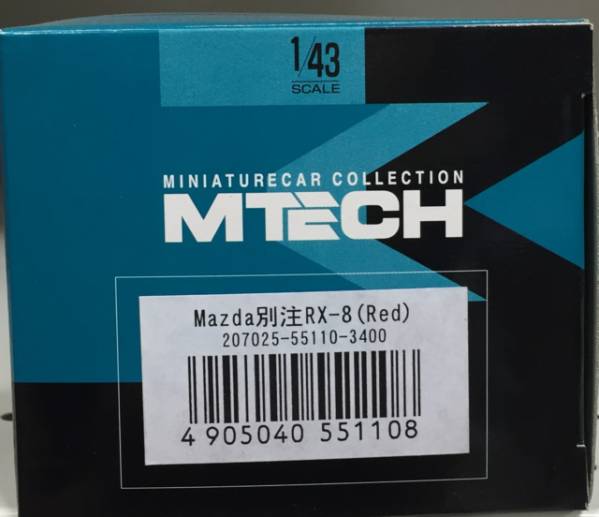 1/43
SCALE
MINIATURECAR COLLECTION
MTECH
Mazda別注RX-8(Red)
207025-55110-3400
4 905040 551108